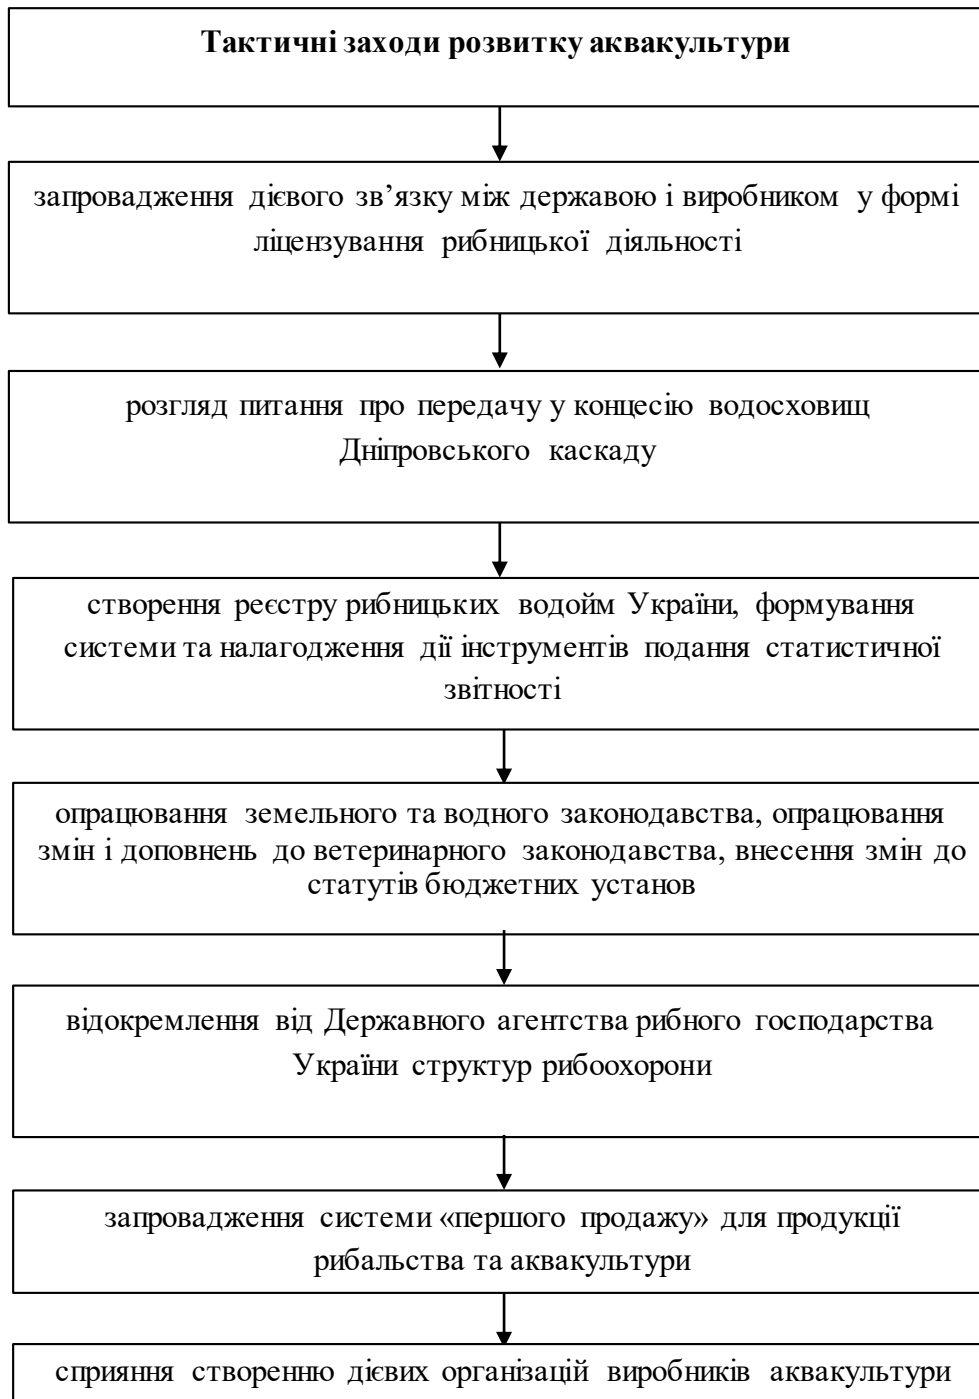 Тактичні заходи розвитку аквакультури
запровадження дієвого зв’язку між державою і виробником у формі
ліцензування рибницької діяльності
розгляд питання про передачу у концесію водосховищ
Дніпровського каскаду
створення реєстру рибницьких водойм України, формування
системи та налагодження дії інструментів подання статистичної
звітності
опрацювання земельного та водного законодавства, опрацювання
змін і доповнень до ветеринарного законодавства, внесення змін до
статутів бюджетних установ
відокремлення від Державного агентства рибного господарства
України структур рибоохорони
запровадження системи «першого продажу» для продукції
рибальства та аквакультури
сприяння створенню дієвих організацій виробників аквакультури